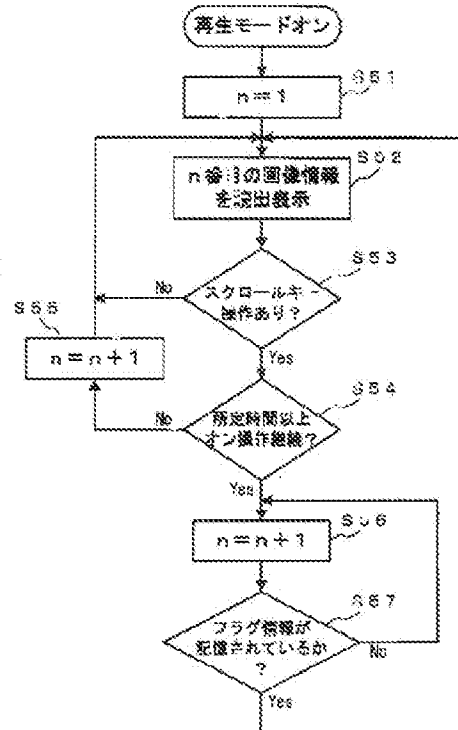 再生モードオン
S51
n=1
S52
n番目の画像情報
を読出表示
S53
No
スクロールキー
操作あり?
S55
n=n+1
Yes
S54
No
所定時間以上
オン操作継続?
Yes
S56
n=n+1
S57
フラグ情報が
記憶されているか
?
No
Yes